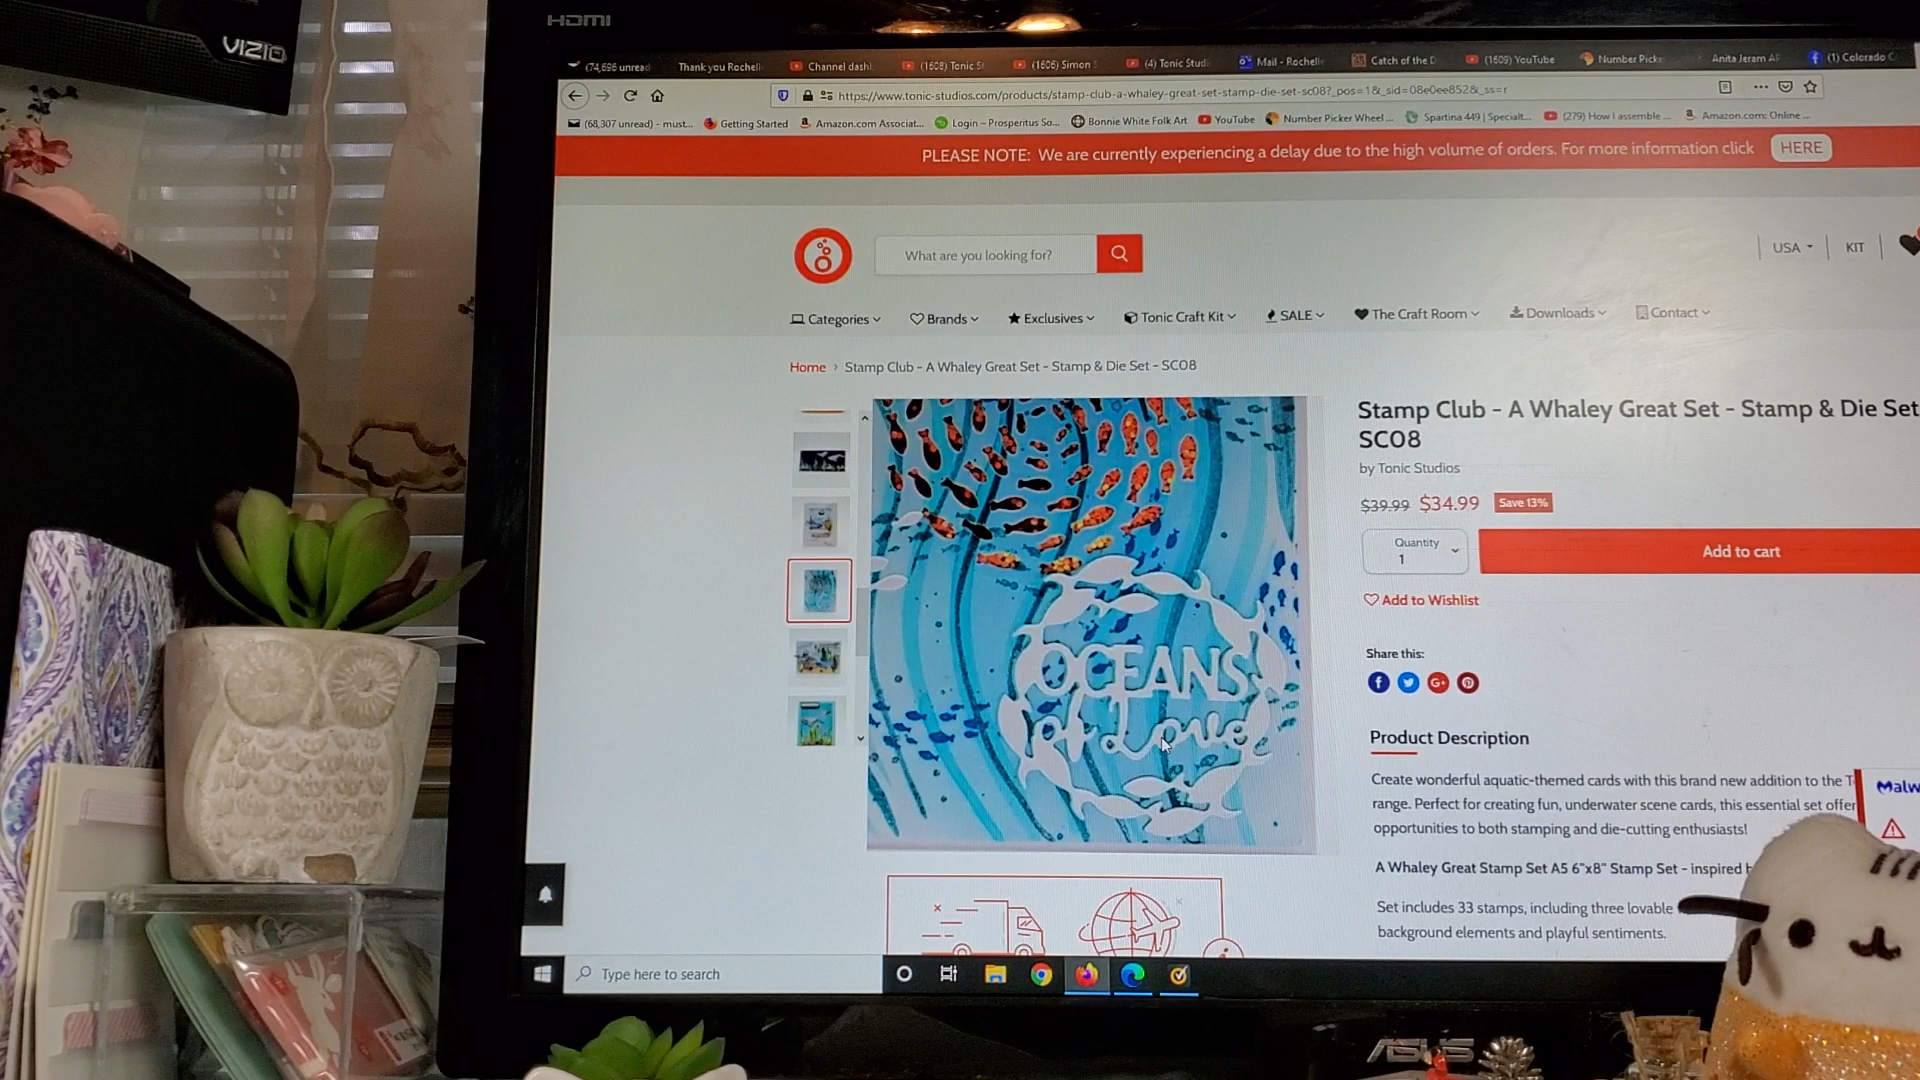 HDMI
VIZIO
(74,696 unread
Thank you Rochell
Channel dashl
(1608) Tonic S
(1606) Simon S
(4) Tonic Studi
Mail - Rochelle
Catch of the D
(1609) YouTube
Number Picke
Anita Jeram Al
(1) Colorado C
https://www.tonic-studios.com/products/stamp-club-a-whaley-great-set-stamp-die-set-sc08?_pos=1&_sid=08e0ee852&_ss=r
(68,307 unread) - must...
Getting Started
Amazon.com Associat...
Login – Prosperitus So...
Bonnie White Folk Art
YouTube
Number Picker Wheel ...
Spartina 449 | Specialt...
(279) How I assemble ...
Amazon.com: Online ...
PLEASE NOTE: We are currently experiencing a delay due to the high volume of orders. For more information click HERE
What are you looking for?
USA
KIT
Categories
Brands
Exclusives
Tonic Craft Kit
SALE
The Craft Room
Downloads
Contact
Home › Stamp Club - A Whaley Great Set - Stamp & Die Set - SC08
Stamp Club - A Whaley Great Set - Stamp & Die Set
SC08
by Tonic Studios
$39.99 $34.99 Save 13%
Quantity
1
Add to cart
Add to Wishlist
Share this:
OCEANS
of Love
Product Description
Create wonderful aquatic-themed cards with this brand new addition to the T
range. Perfect for creating fun, underwater scene cards, this essential set offer
opportunities to both stamping and die-cutting enthusiasts!
Malw
A Whaley Great Stamp Set A5 6"x8" Stamp Set - inspired b
Set includes 33 stamps, including three lovable
background elements and playful sentiments.
Type here to search
ASUS